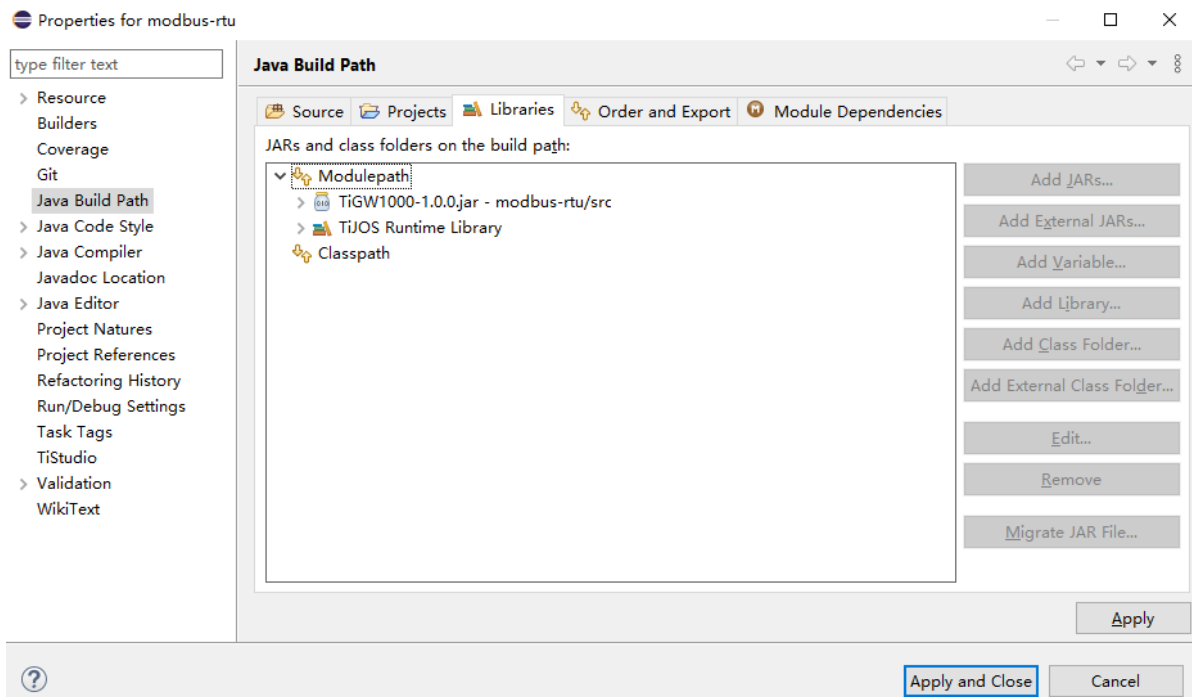 Properties for modbus-rtu
type filter text
Resource
Builders
Coverage
Git
Java Build Path
Java Code Style
Java Compiler
Javadoc Location
Java Editor
Project Natures
Project References
Refactoring History
Run/Debug Settings
Task Tags
TiStudio
Validation
WikiText
Java Build Path
Source
Projects
Libraries
Order and Export
Module Dependencies
JARs and class folders on the build path:
Modulepath
TiGW1000-1.0.0.jar - modbus-rtu/src
TiJOS Runtime Library
Classpath
Add JARs...
Add External JARs...
Add Variable...
Add Library...
Add Class Folder...
Add External Class Folder...
Edit...
Remove
Migrate JAR File...
Apply
Apply and Close
Cancel